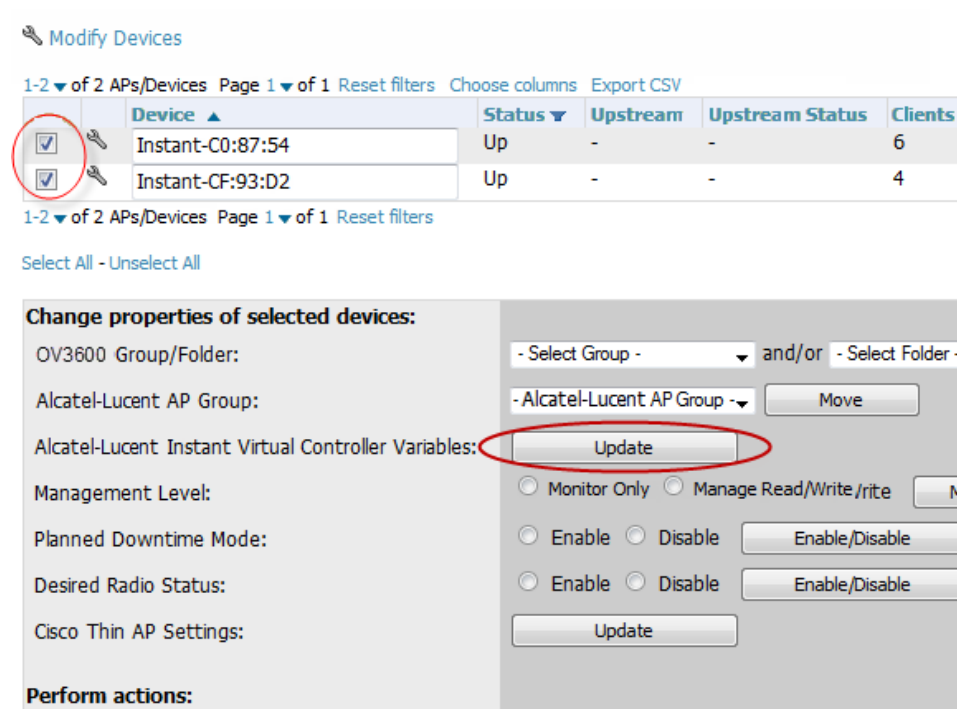 Modify Devices
1-2 of 2 APs/Devices Page 1 of 1 Reset filters Choose columns Export CSV
Device Status Upstream Upstream Status Clients
Instant-C0:87:54 Up - - 6
Instant-CF:93:D2 Up - - 4
1-2 of 2 APs/Devices Page 1 of 1 Reset filters
Select All - Unselect All
Change properties of selected devices:
OV3600 Group/Folder: - Select Group - and/or - Select Folder -
Alcatel-Lucent AP Group: - Alcatel-Lucent AP Group - Move
Alcatel-Lucent Instant Virtual Controller Variables: Update
Management Level: Monitor Only Manage Read/Write /rite
Planned Downtime Mode: Enable Disable Enable/Disable
Desired Radio Status: Enable Disable Enable/Disable
Cisco Thin AP Settings: Update
Perform actions: